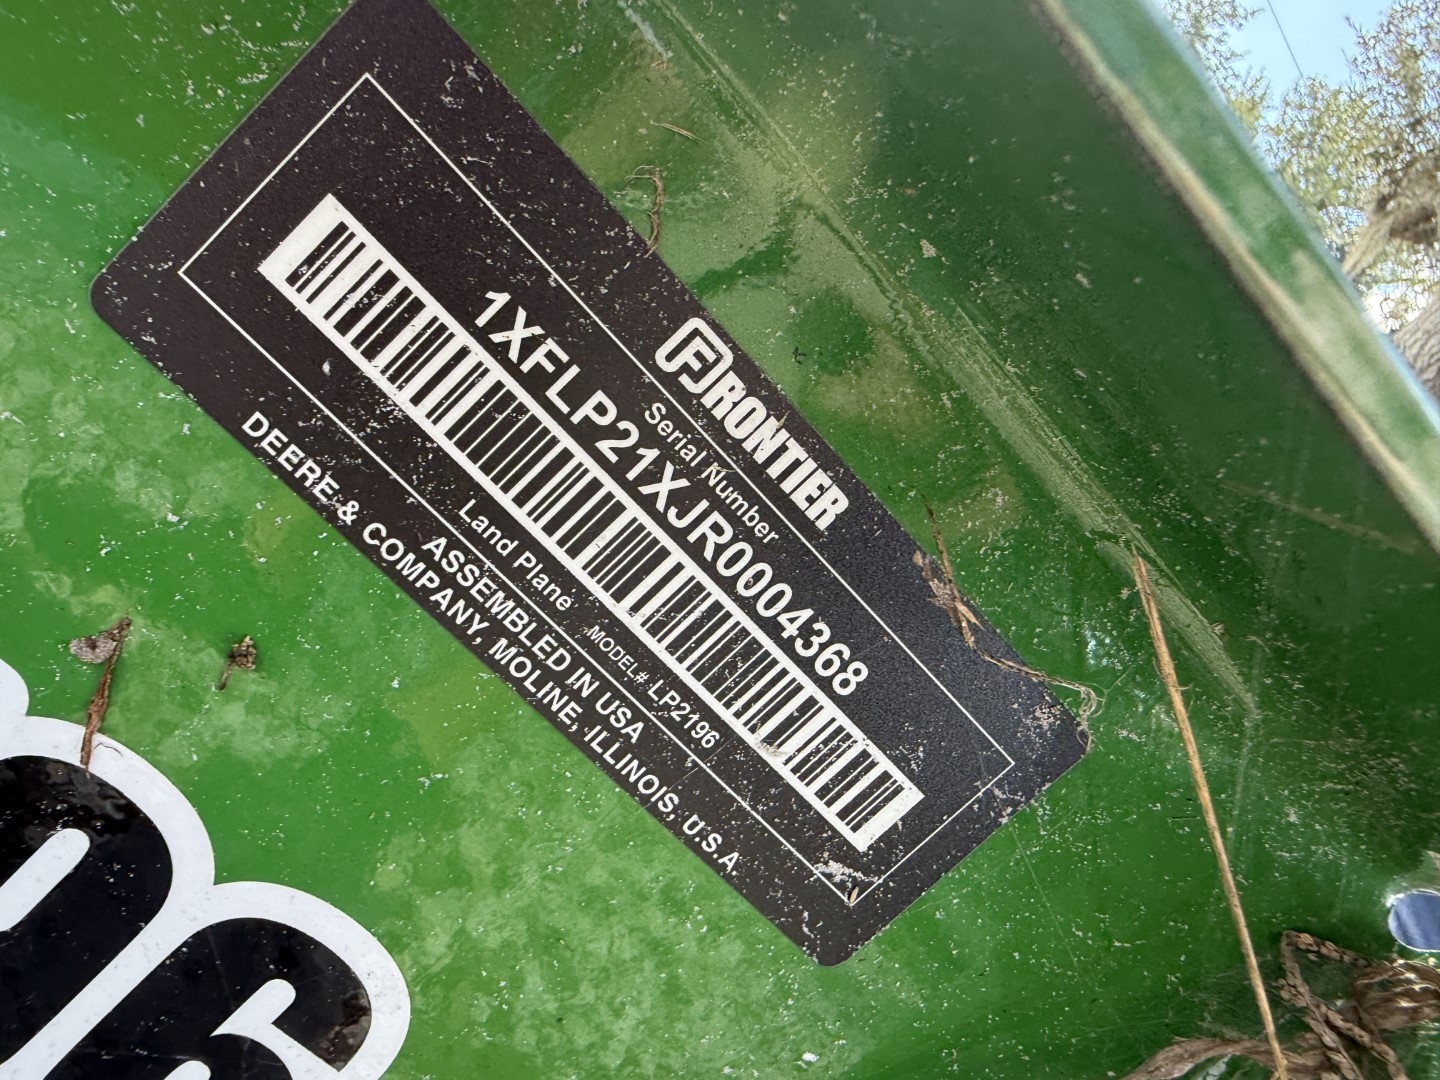 FRONTIER
Serial Number
1XFLP21XJR0004368
Land Plane MODEL# LP2196
ASSEMBLED IN USA
DEERE & COMPANY, MOLINE, ILLINOIS, U.S.A